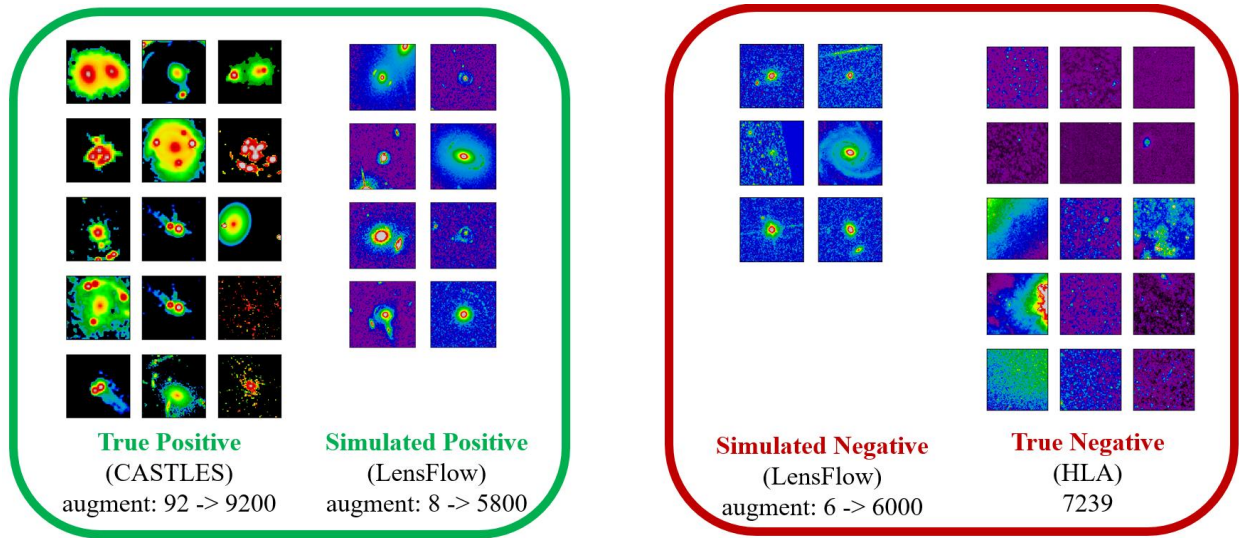 True Positive
(CASTLES)
augment: 92 -> 9200
Simulated Positive
(LensFlow)
augment: 8 -> 5800
Simulated Negative
(LensFlow)
augment: 6 -> 6000
True Negative
(HLA)
7239